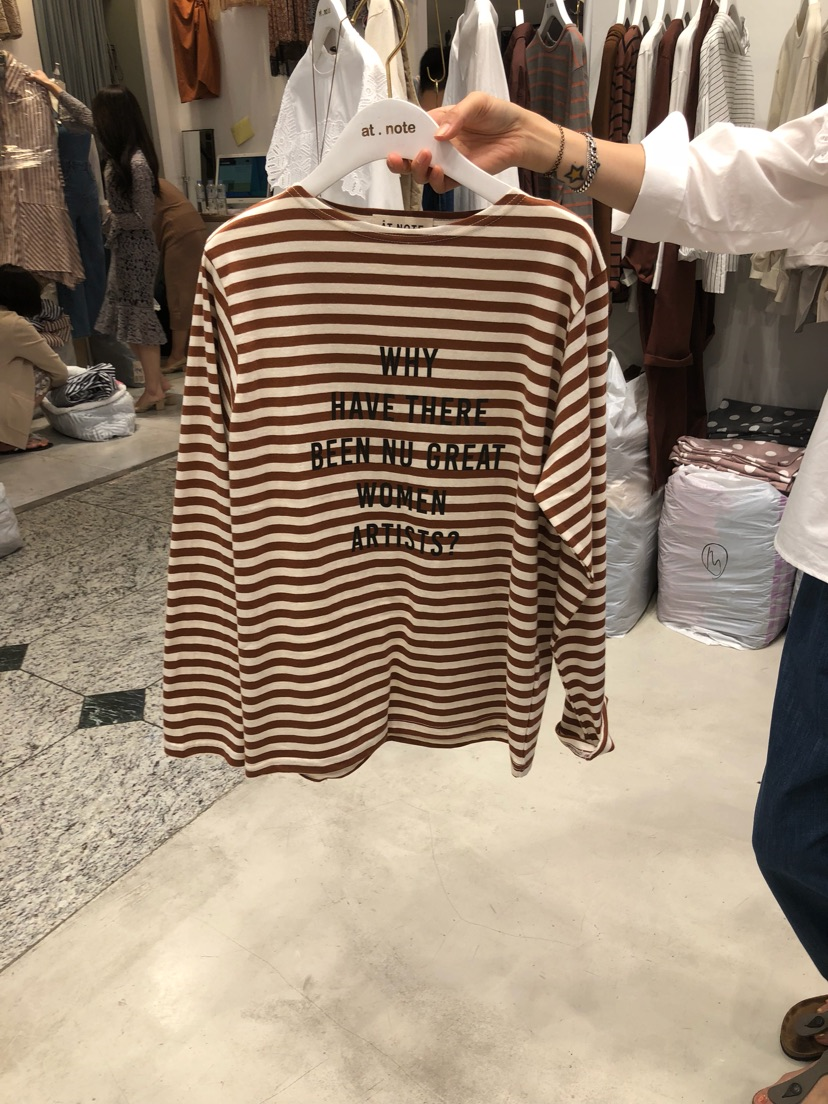 at . note
WHY
HAVE THERE
BEEN NU GREAT
WOMEN
ARTISTS?